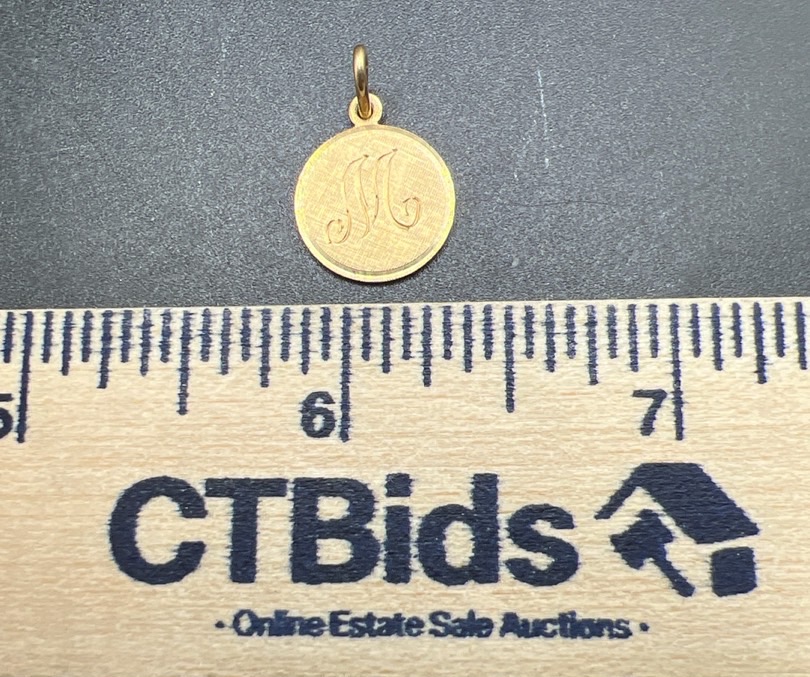 M
5 6 7
CTBids
· Online Estate Sale Auctions ·